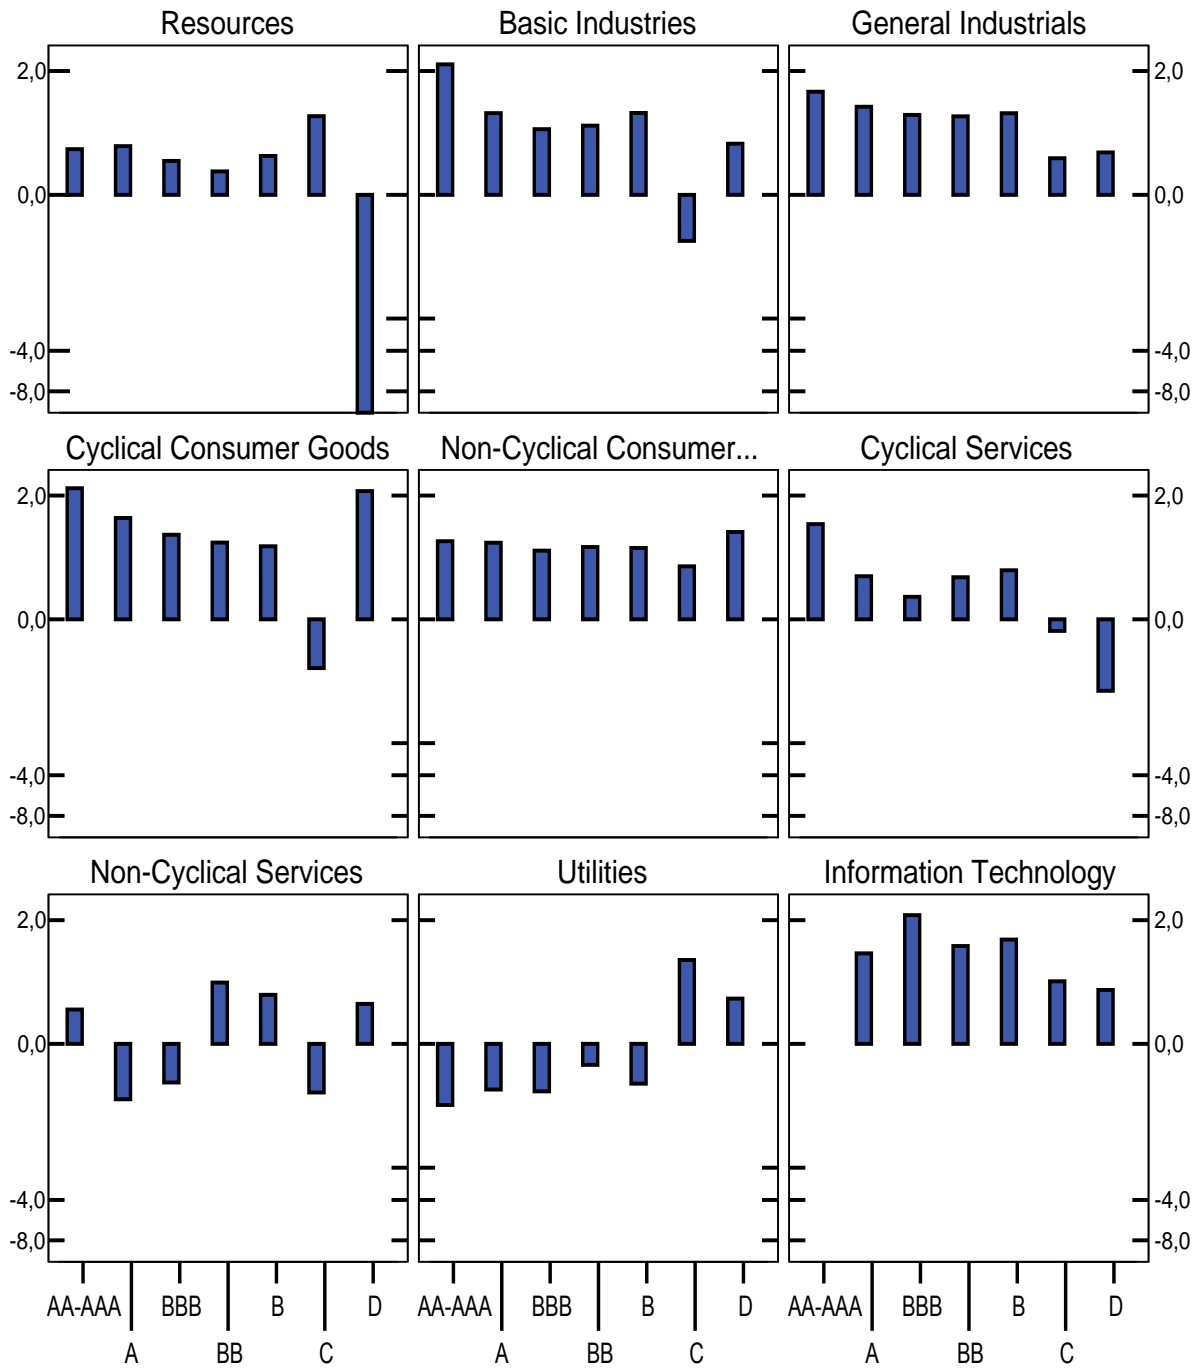 Resources Basic Industries General Industrials
2,0 2,0
0,0 0,0
-4,0 -4,0
-8,0 -8,0
Cyclical Consumer Goods Non-Cyclical Consumer... Cyclical Services
2,0 2,0
0,0 0,0
-4,0 -4,0
-8,0 -8,0
Non-Cyclical Services Utilities Information Technology
2,0 2,0
0,0 0,0
-4,0 -4,0
-8,0 -8,0
AA-AAA BBB B D AA-AAA BBB B D AA-AAA BBB B D
A BB C A BB C A BB C